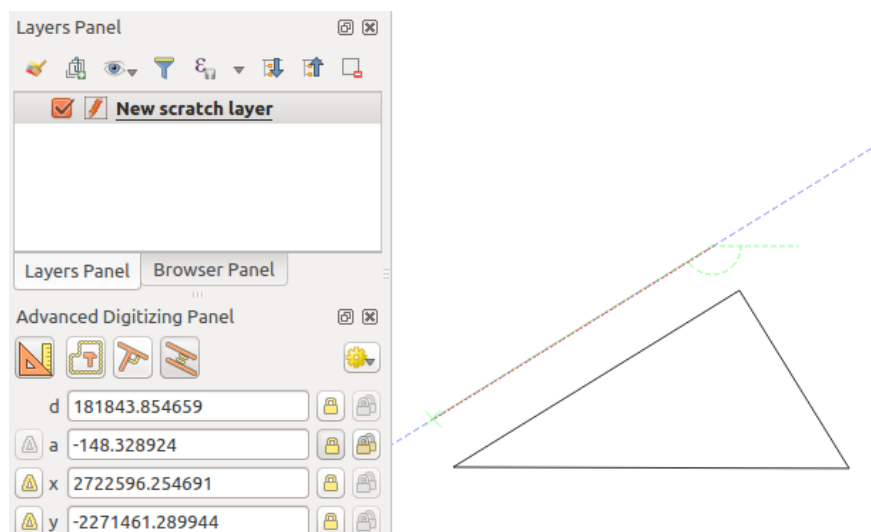 Layers Panel
New scratch layer
Layers Panel Browser Panel
Advanced Digitizing Panel
d 181843.854659
a -148.328924
x 2722596.254691
y -2271461.289944